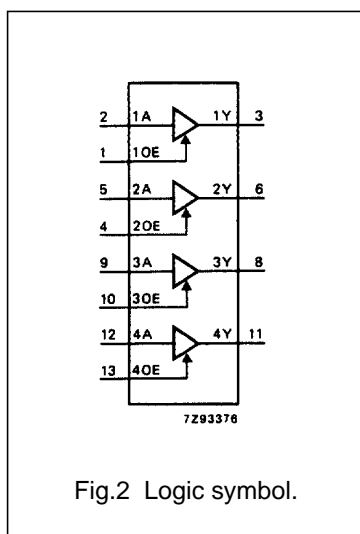 2 1A 1Y 3
1 1OE
5 2A 2Y 6
4 2OE
9 3A 3Y 8
10 3OE
12 4A 4Y 11
13 4OE
7Z93376
Fig.2 Logic symbol.